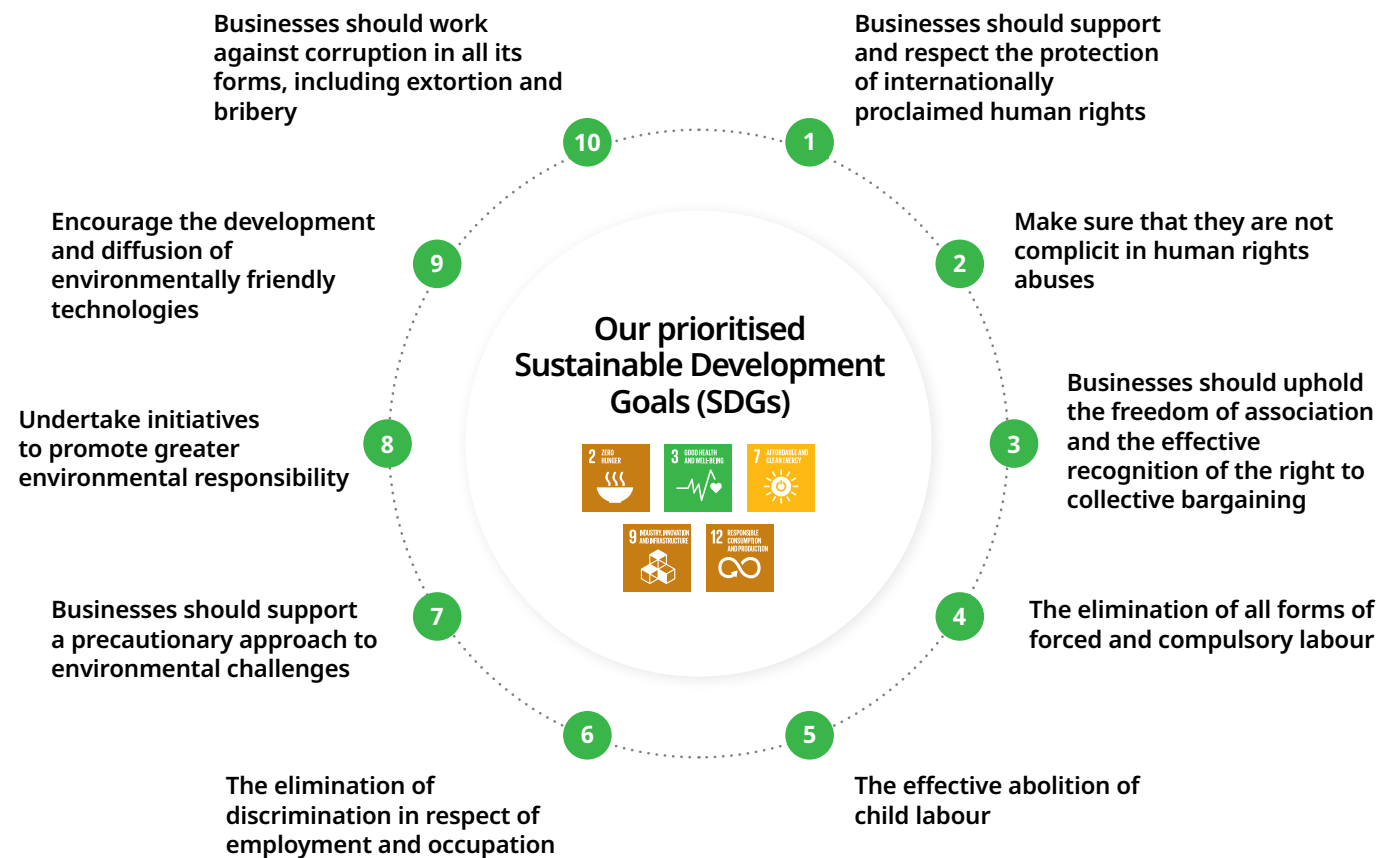 Businesses should work
against corruption in all its
forms, including extortion and
bribery
10
Businesses should support
and respect the protection
of internationally
proclaimed human rights
1
Encourage the development
and diffusion of
environmentally friendly
technologies
9
Make sure that they are not
complicit in human rights
abuses
2
Our prioritised
Sustainable Development
Goals (SDGs)
2 ZERO
HUNGER
3 GOOD HEALTH
AND WELL-BEING
7 AFFORDABLE AND
CLEAN ENERGY
9 INDUSTRY, INNOVATION
AND INFRASTRUCTURE
12 RESPONSIBLE
CONSUMPTION
AND PRODUCTION
Undertake initiatives
to promote greater
environmental responsibility
8
Businesses should uphold
the freedom of association
and the effective
recognition of the right to
collective bargaining
3
Businesses should support
a precautionary approach to
environmental challenges
7
The elimination of all forms of
forced and compulsory labour
4
The elimination of
discrimination in respect of
employment and occupation
6
The effective abolition of
child labour
5